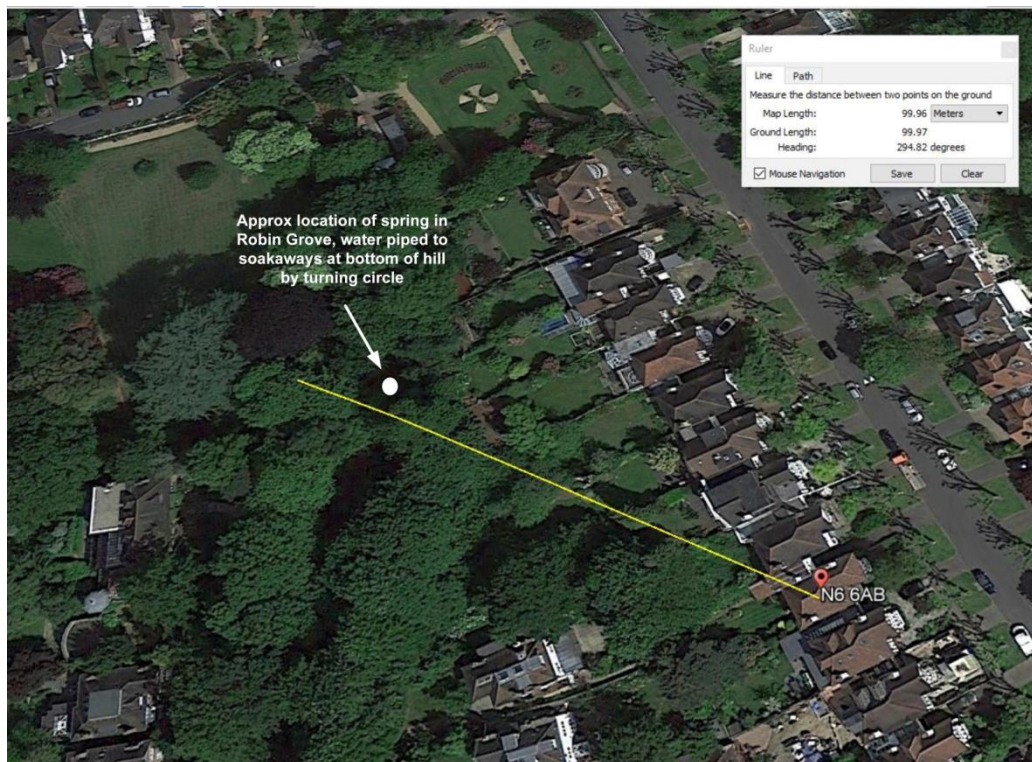 Ruler
Line Path
Measure the distance between two points on the ground
Map Length: 99.96 Meters
Ground Length: 99.97
Heading: 294.82 degrees
Mouse Navigation Save Clear
Approx location of spring in
Robin Grove, water piped to
soakaways at bottom of hill
by turning circle
N6 6AB